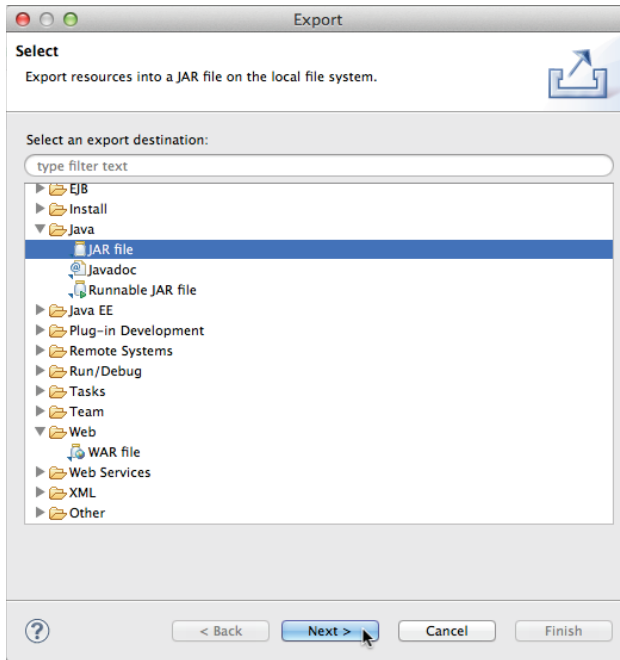 Export
Select
Export resources into a JAR file on the local file system.
Select an export destination:
type filter text
EJB
Install
Java
JAR file
Javadoc
Runnable JAR file
Java EE
Plug-in Development
Remote Systems
Run/Debug
Tasks
Team
Web
WAR file
Web Services
XML
Other
? < Back Next > Cancel Finish